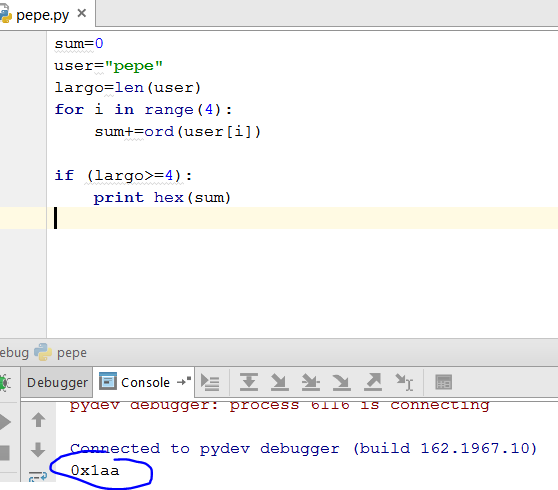 pepe.py
sum=0
user="pepe"
largo=len(user)
for i in range(4):
    sum+=ord(user[i])
if (largo>=4):
    print hex(sum)
ebug pepe
Debugger Console
pydev debugger: process 6116 is connecting
Connected to pydev debugger (build 162.1967.10)
0x1aa